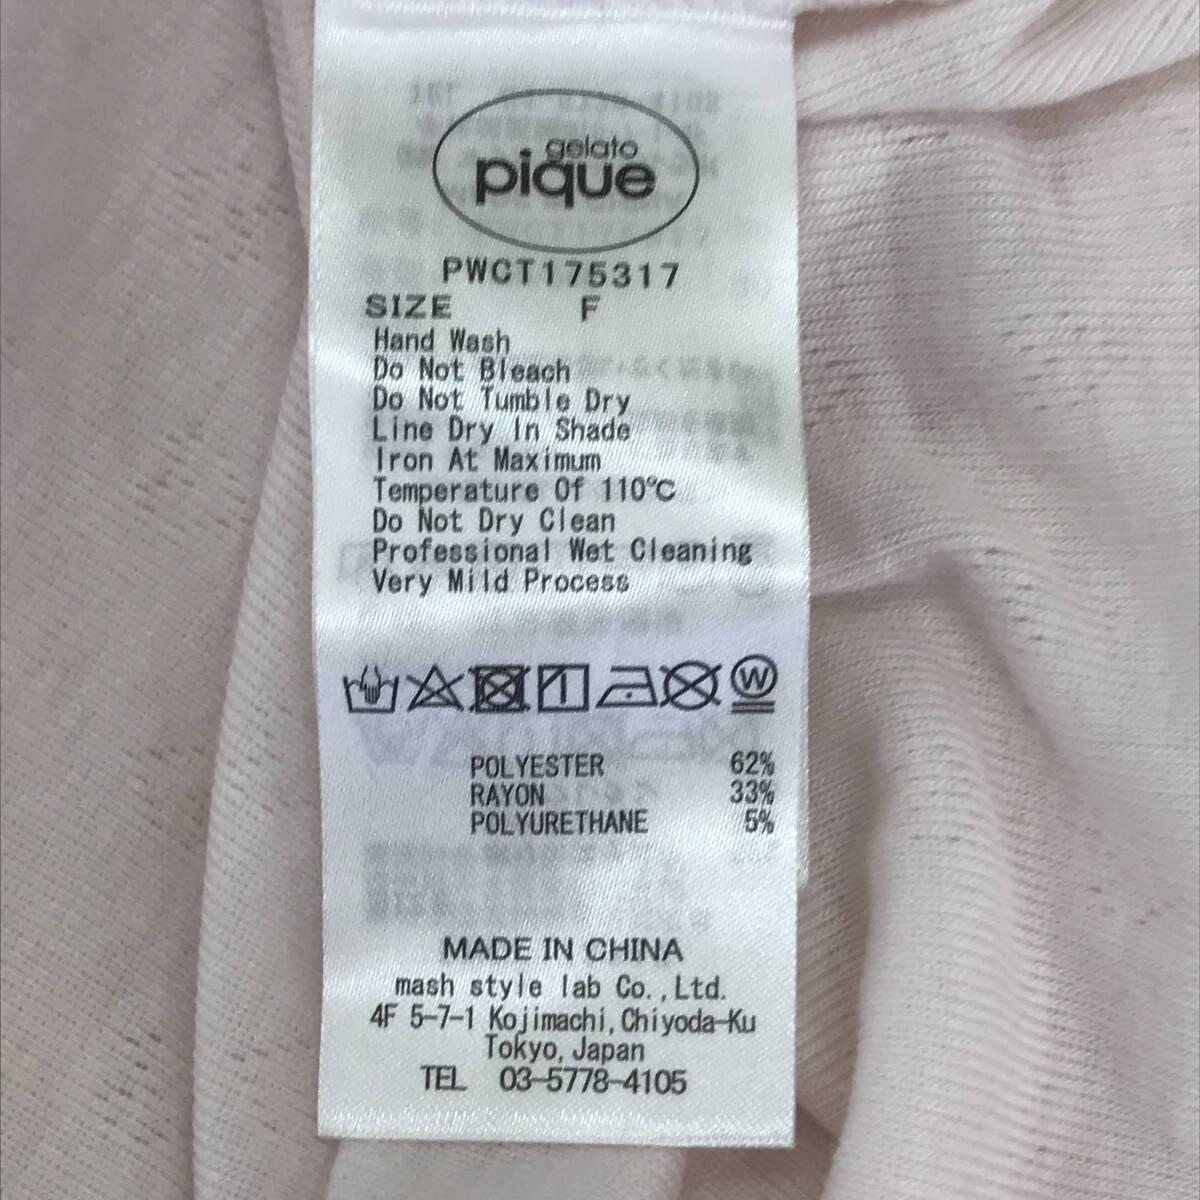 gelato
pique
PWCT175317
SIZE F
Hand Wash
Do Not Bleach
Do Not Tumble Dry
Line Dry In Shade
Iron At Maximum
Temperature Of 110℃
Do Not Dry Clean
Professional Wet Cleaning
Very Mild Process
W
POLYESTER 62%
RAYON 33%
POLYURETHANE 5%
MADE IN CHINA
mash style lab Co.,Ltd.
4F 5-7-1 Kojimachi,Chiyoda-Ku
Tokyo,Japan
TEL 03-5778-4105